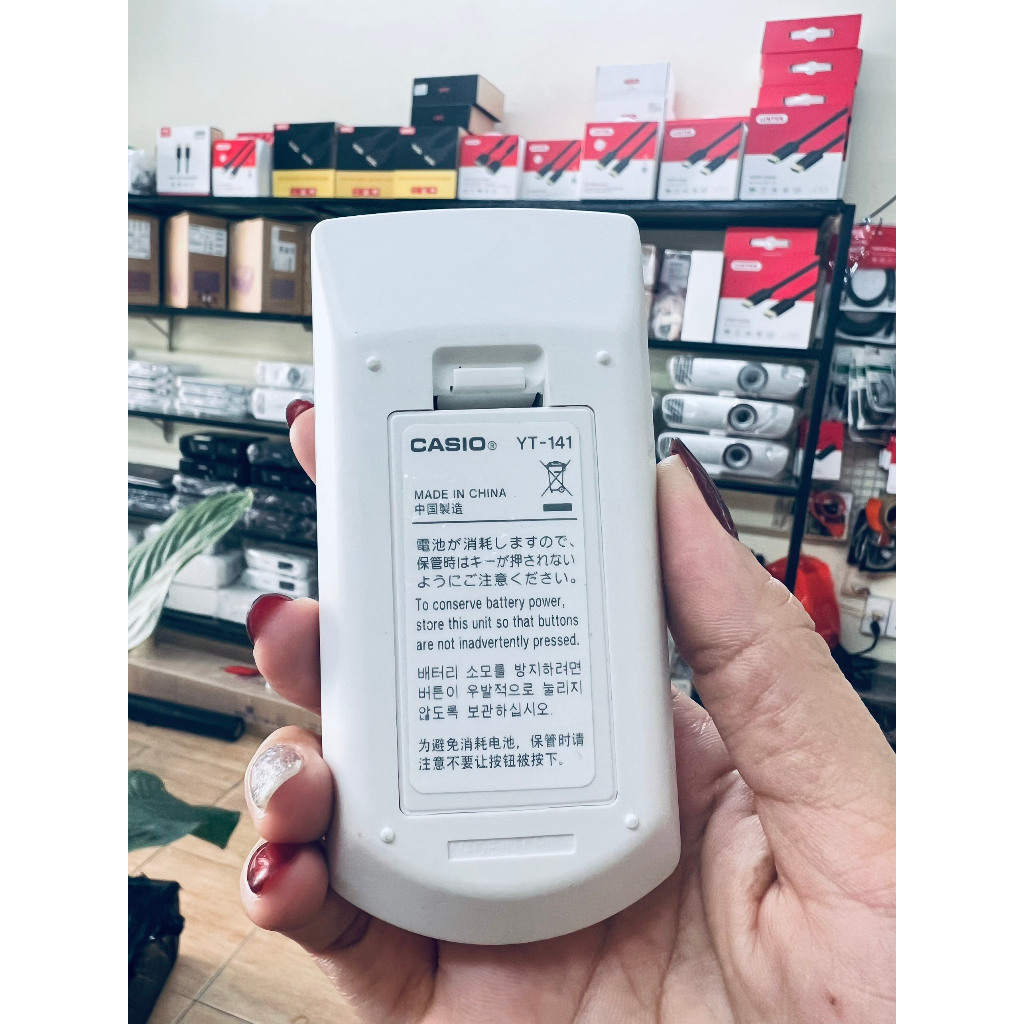 CASIO® YT-141
MADE IN CHINA
中国製造
電池が消耗しますので、
保管時はキーが押されない
ようにご注意ください。
To conserve battery power,
store this unit so that buttons
are not inadvertently pressed.
배터리 소모를 방지하려면
버튼이 우발적으로 눌리지
않도록 보관하십시오.
为避免消耗电池，保管时请
注意不要让按钮被按下。